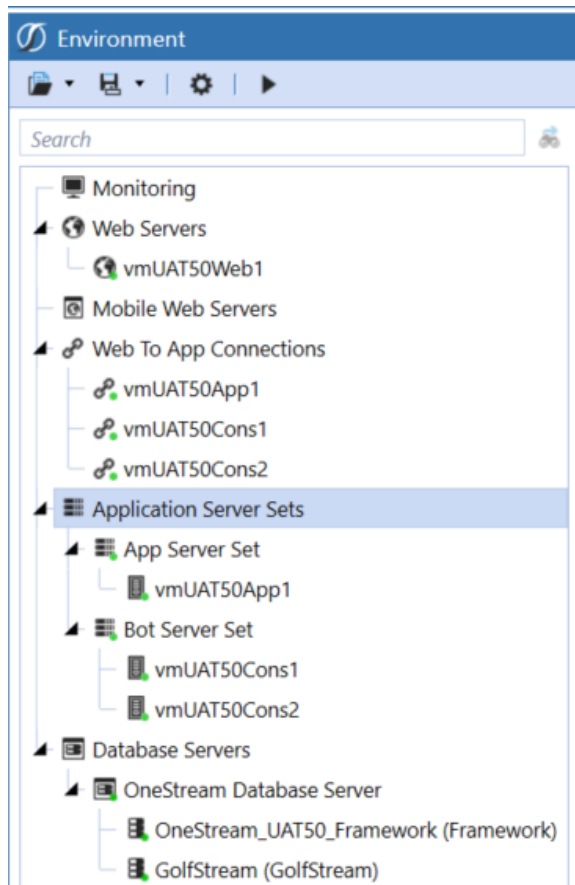 Environment
Search
Monitoring
Web Servers
vmUAT50Web1
Mobile Web Servers
Web To App Connections
vmUAT50App1
vmUAT50Cons1
vmUAT50Cons2
Application Server Sets
App Server Set
vmUAT50App1
Bot Server Set
vmUAT50Cons1
vmUAT50Cons2
Database Servers
OneStream Database Server
OneStream_UAT50_Framework (Framework)
GolfStream (GolfStream)